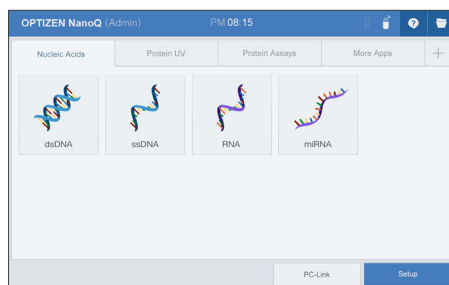 OPTIZEN NanoQ (Admin) PM 08:15
Nucleic Acids Protein UV Protein Assays More Apps
dsDNA ssDNA RNA miRNA
PC-Link Setup